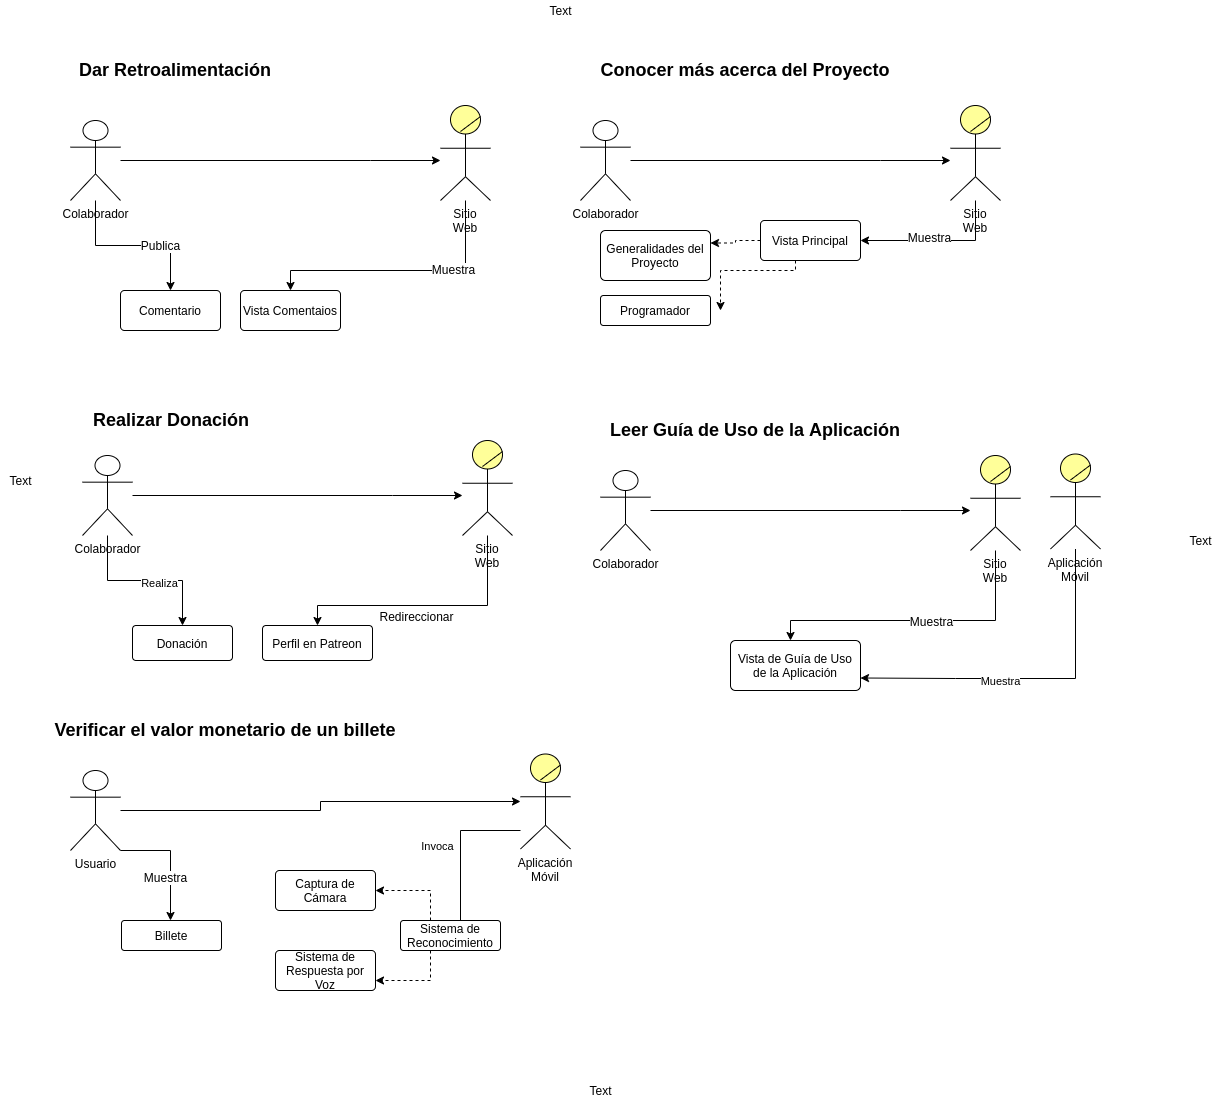 Text
Dar Retroalimentación
Colaborador
Sitio
Web
Publica
Muestra
Comentario
Vista Comentaios
Conocer más acerca del Proyecto
Colaborador
Sitio
Web
Muestra
Vista Principal
Generalidades del
Proyecto
Programador
Realizar Donación
Colaborador
Sitio
Web
Realiza
Redireccionar
Donación
Perfil en Patreon
Text
Leer Guía de Uso de la Aplicación
Colaborador
Sitio
Web
Aplicación
Móvil
Muestra
Vista de Guía de Uso
de la Aplicación
Muestra
Text
Verificar el valor monetario de un billete
Usuario
Aplicación
Móvil
Invoca
Muestra
Captura de
Cámara
Billete
Sistema de
Reconocimiento
Sistema de
Respuesta por
Voz
Text